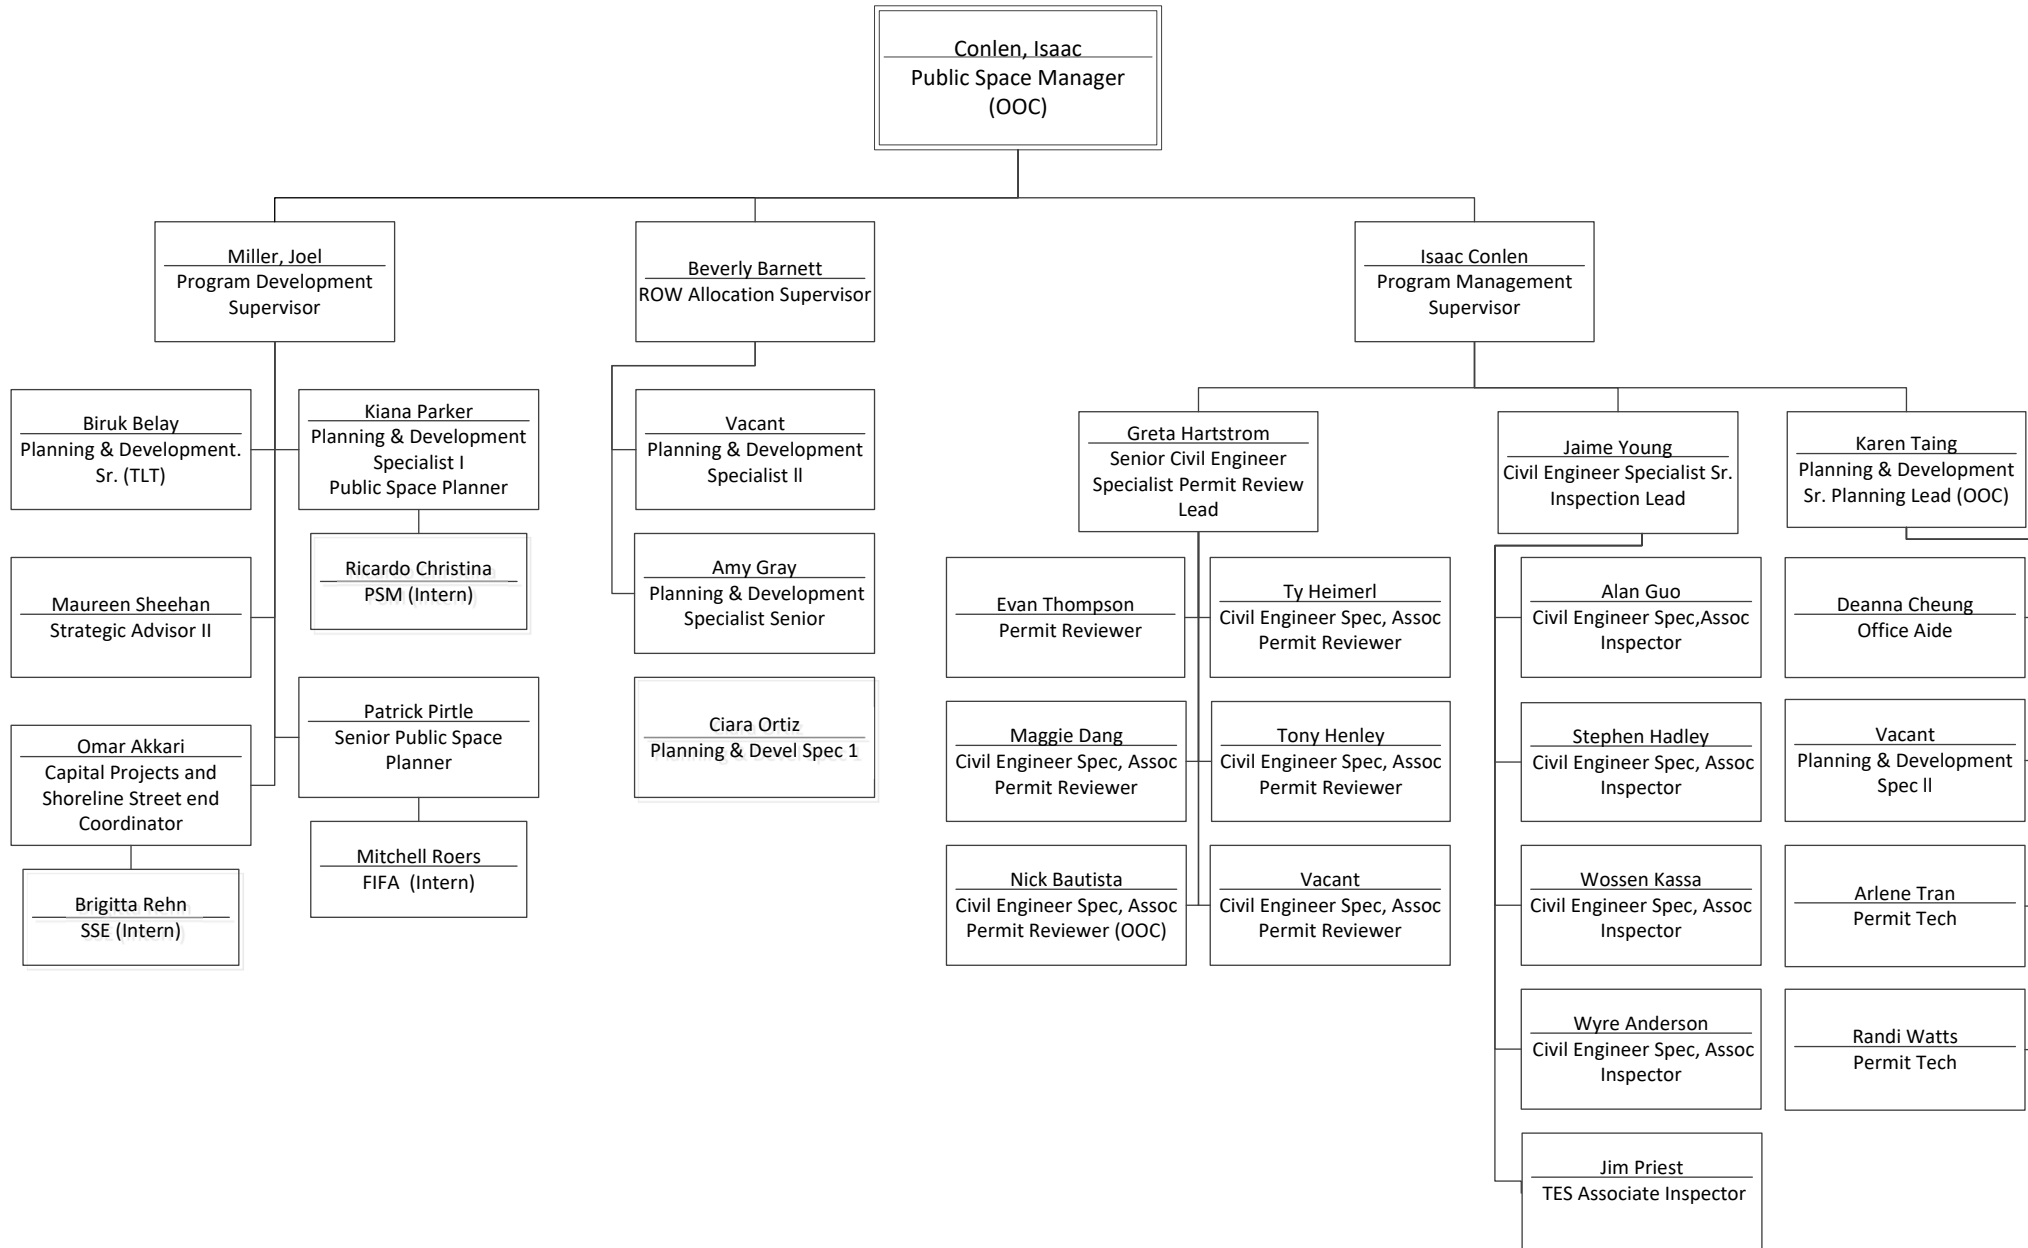 Conlen, Isaac
Public Space Manager
(OOC)
Miller, Joel
Program Development
Supervisor
Beverly Barnett
ROW Allocation Supervisor
Isaac Conlen
Program Management
Supervisor
Biruk Belay
Planning & Development.
Sr. (TLT)
Kiana Parker
Planning & Development
Specialist I
Public Space Planner
Ricardo Christina
PSM (Intern)
Maureen Sheehan
Strategic Advisor II
Patrick Pirtle
Senior Public Space
Planner
Omar Akkari
Capital Projects and
Shoreline Street end
Coordinator
Mitchell Roers
FIFA (Intern)
Brigitta Rehn
SSE (Intern)
Vacant
Planning & Development
Specialist ll
Amy Gray
Planning & Development
Specialist Senior
Ciara Ortiz
Planning & Devel Spec 1
Greta Hartstrom
Senior Civil Engineer
Specialist Permit Review
Lead
Evan Thompson
Permit Reviewer
Ty Heimerl
Civil Engineer Spec, Assoc
Permit Reviewer
Maggie Dang
Civil Engineer Spec, Assoc
Permit Reviewer
Tony Henley
Civil Engineer Spec, Assoc
Permit Reviewer
Nick Bautista
Civil Engineer Spec, Assoc
Permit Reviewer (OOC)
Vacant
Civil Engineer Spec, Assoc
Permit Reviewer
Jaime Young
Civil Engineer Specialist Sr.
Inspection Lead
Alan Guo
Civil Engineer Spec,Assoc
Inspector
Stephen Hadley
Civil Engineer Spec, Assoc
Inspector
Wossen Kassa
Civil Engineer Spec, Assoc
Inspector
Wyre Anderson
Civil Engineer Spec, Assoc
Inspector
Jim Priest
TES Associate Inspector
Karen Taing
Planning & Development
Sr. Planning Lead (OOC)
Deanna Cheung
Office Aide
Vacant
Planning & Development
Spec ll
Arlene Tran
Permit Tech
Randi Watts
Permit Tech